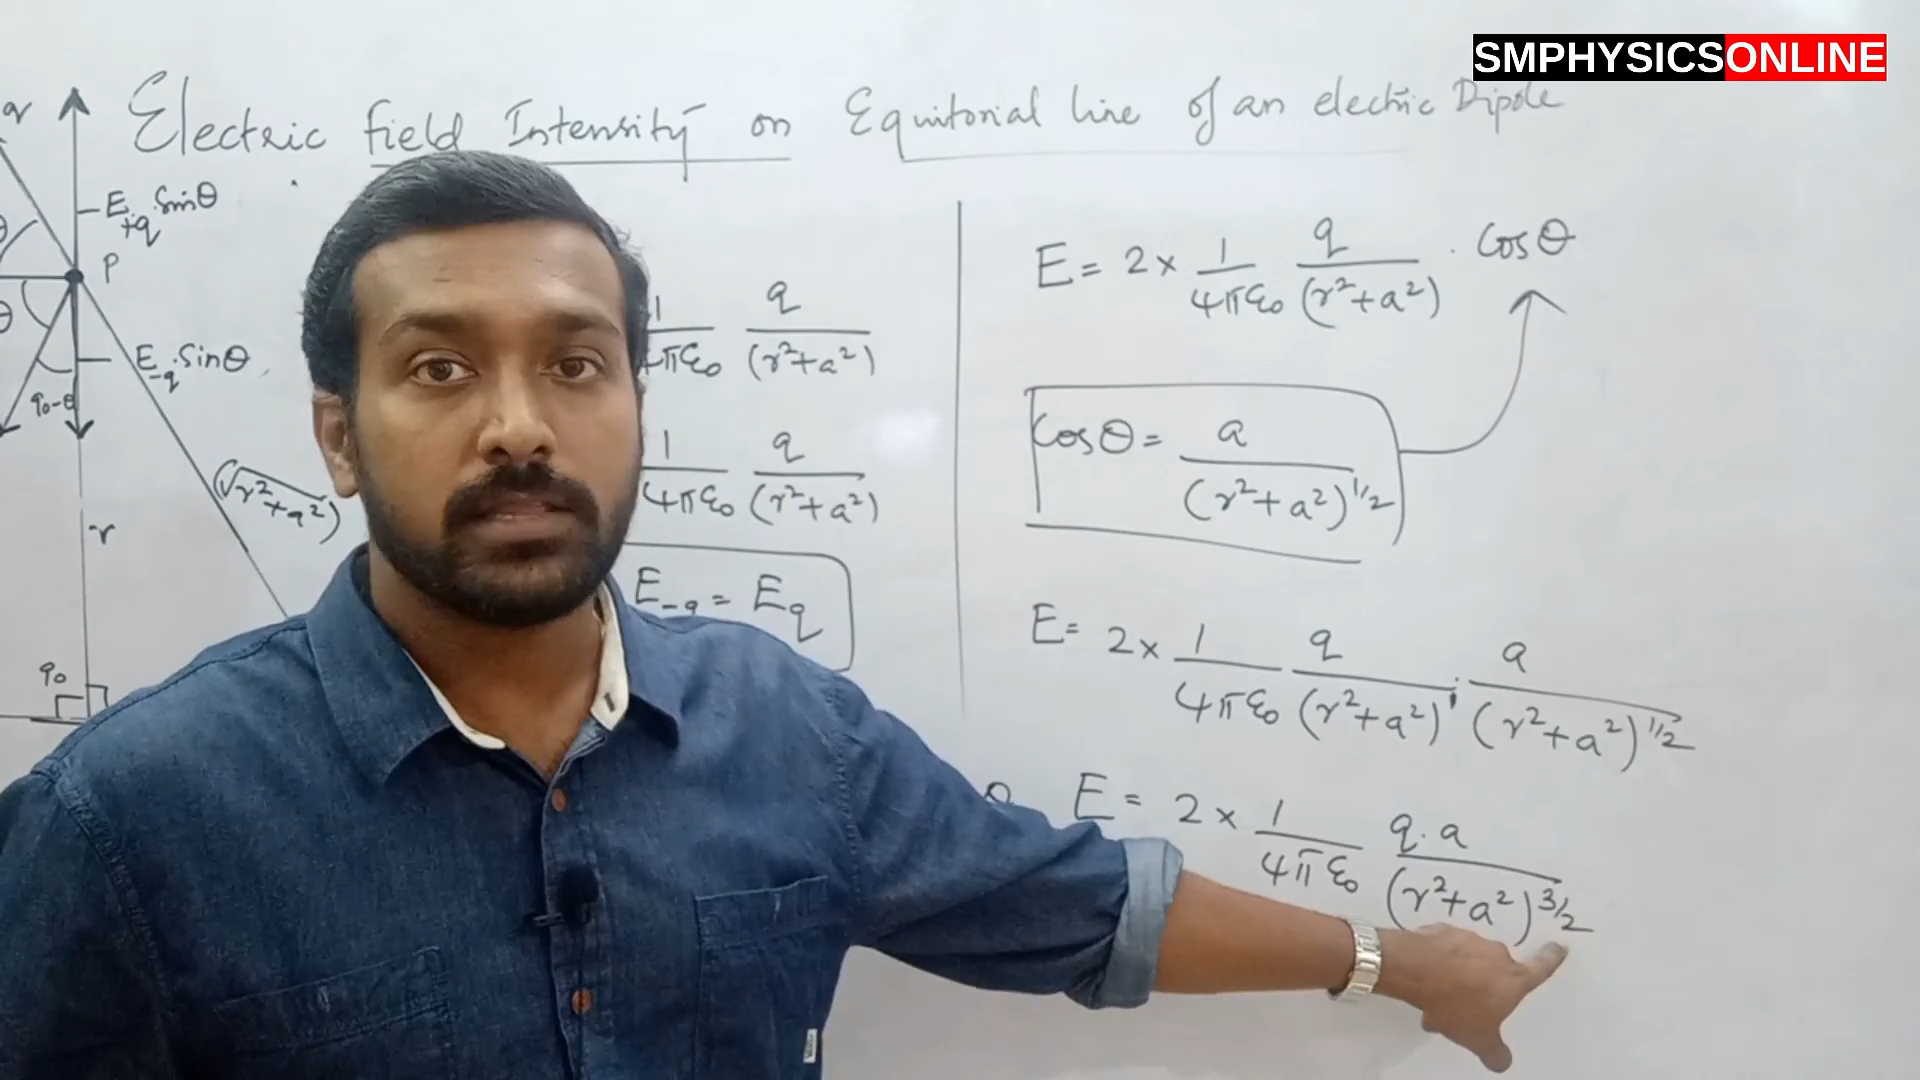 SMPHYSICSONLINE
Electric field Intensity on Equitorial line of an electric Dipole
E+q sinθ
P
E-q sinθ
90-θ
(√r²+a²)
r
90
1/4πε₀ q/(r²+a²)
1/4πε₀ q/(r²+a²)
E-q = Eq
E = 2 × 1/4πε₀ q/(r²+a²) · Cosθ
Cosθ = a/(r²+a²)^1/2
E = 2 × 1/4πε₀ q/(r²+a²)^1 · a/(r²+a²)^1/2
E = 2 × 1/4πε₀ q.a/(r²+a²)^3/2